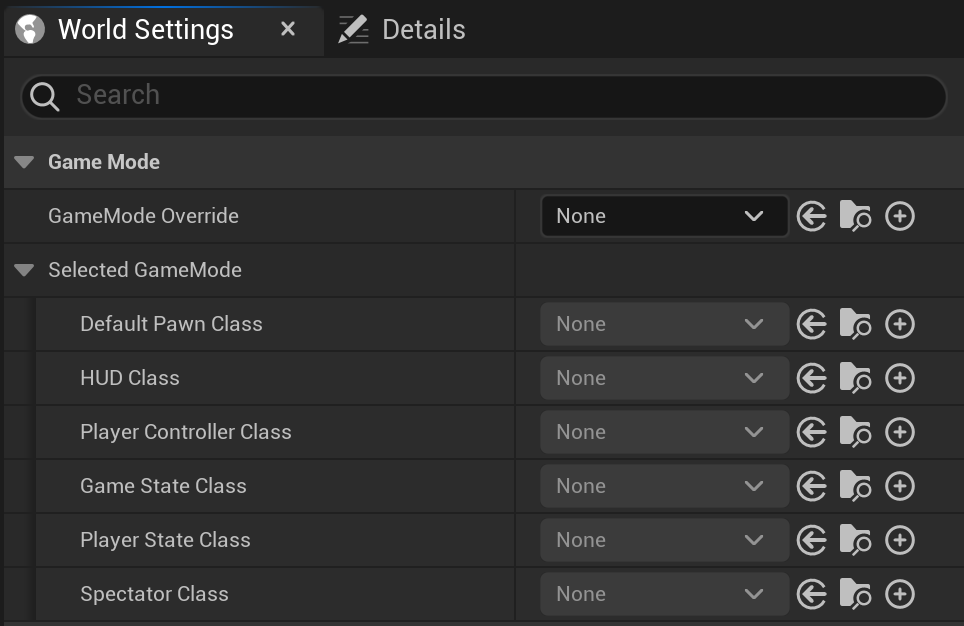 World Settings
Details
Search
Game Mode
GameMode Override None
Selected GameMode
Default Pawn Class None
HUD Class None
Player Controller Class None
Game State Class None
Player State Class None
Spectator Class None